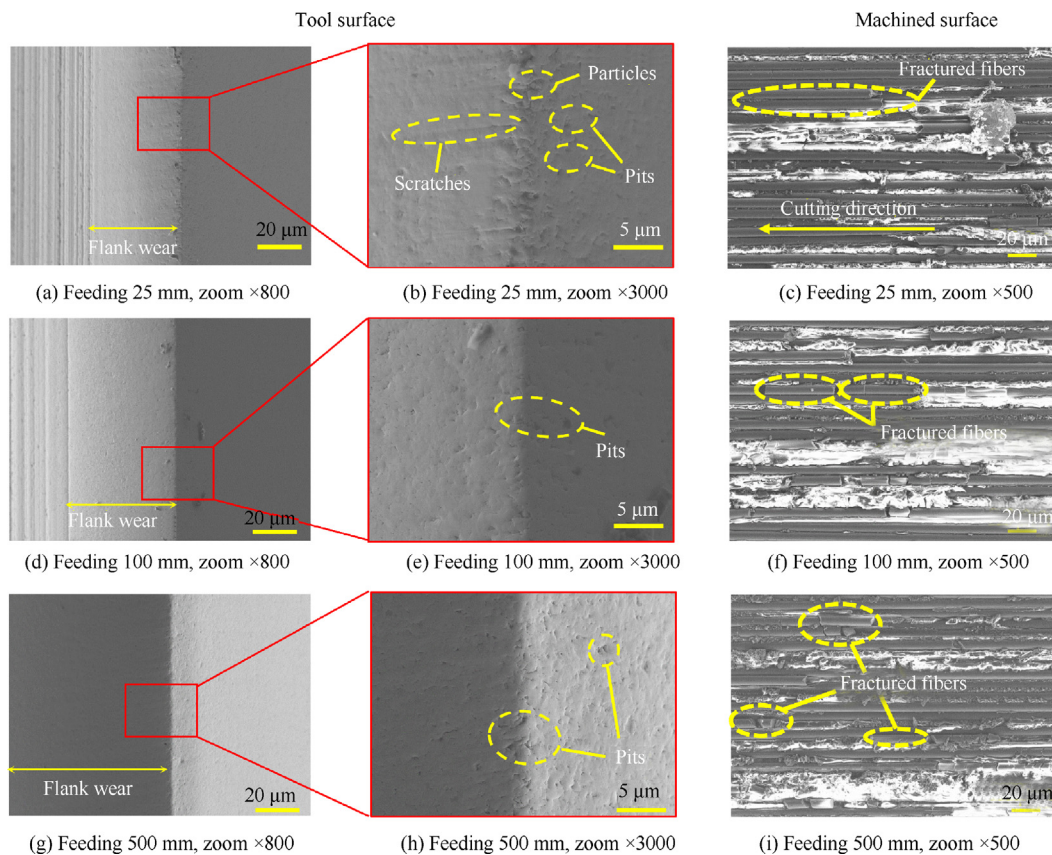 Tool surface
Machined surface
Particles
Scratches
Pits
Flank wear
20 μm
5 μm
Fractured fibers
Cutting direction
20 μm
(a) Feeding 25 mm, zoom ×800
(b) Feeding 25 mm, zoom ×3000
(c) Feeding 25 mm, zoom ×500
Flank wear
20 μm
Pits
5 μm
Fractured fibers
20 μm
(d) Feeding 100 mm, zoom ×800
(e) Feeding 100 mm, zoom ×3000
(f) Feeding 100 mm, zoom ×500
Flank wear
20 μm
Pits
5 μm
Fractured fibers
20 μm
(g) Feeding 500 mm, zoom ×800
(h) Feeding 500 mm, zoom ×3000
(i) Feeding 500 mm, zoom ×500